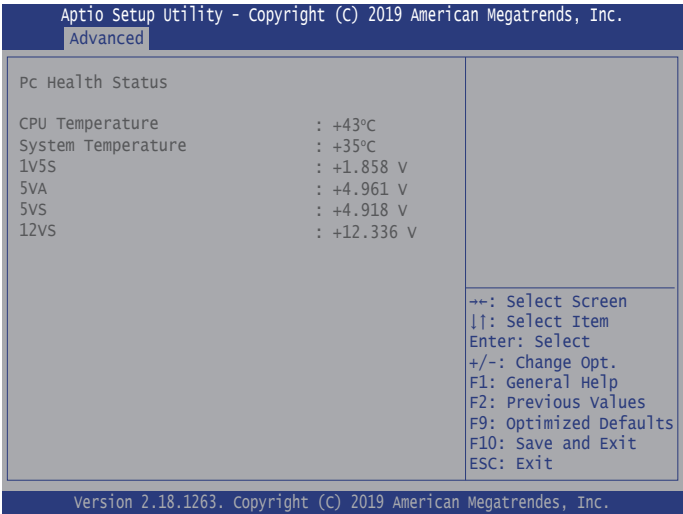 Aptio Setup Utility - Copyright (C) 2019 American Megatrends, Inc.
Advanced
Pc Health Status
CPU Temperature : +43°C
System Temperature : +35°C
1V5S : +1.858 V
5VA : +4.961 V
5VS : +4.918 V
12VS : +12.336 V
→←: Select Screen
↓↑: Select Item
Enter: Select
+/-: Change Opt.
F1: General Help
F2: Previous Values
F9: Optimized Defaults
F10: Save and Exit
ESC: Exit
Version 2.18.1263. Copyright (C) 2019 American Megatrendes, Inc.